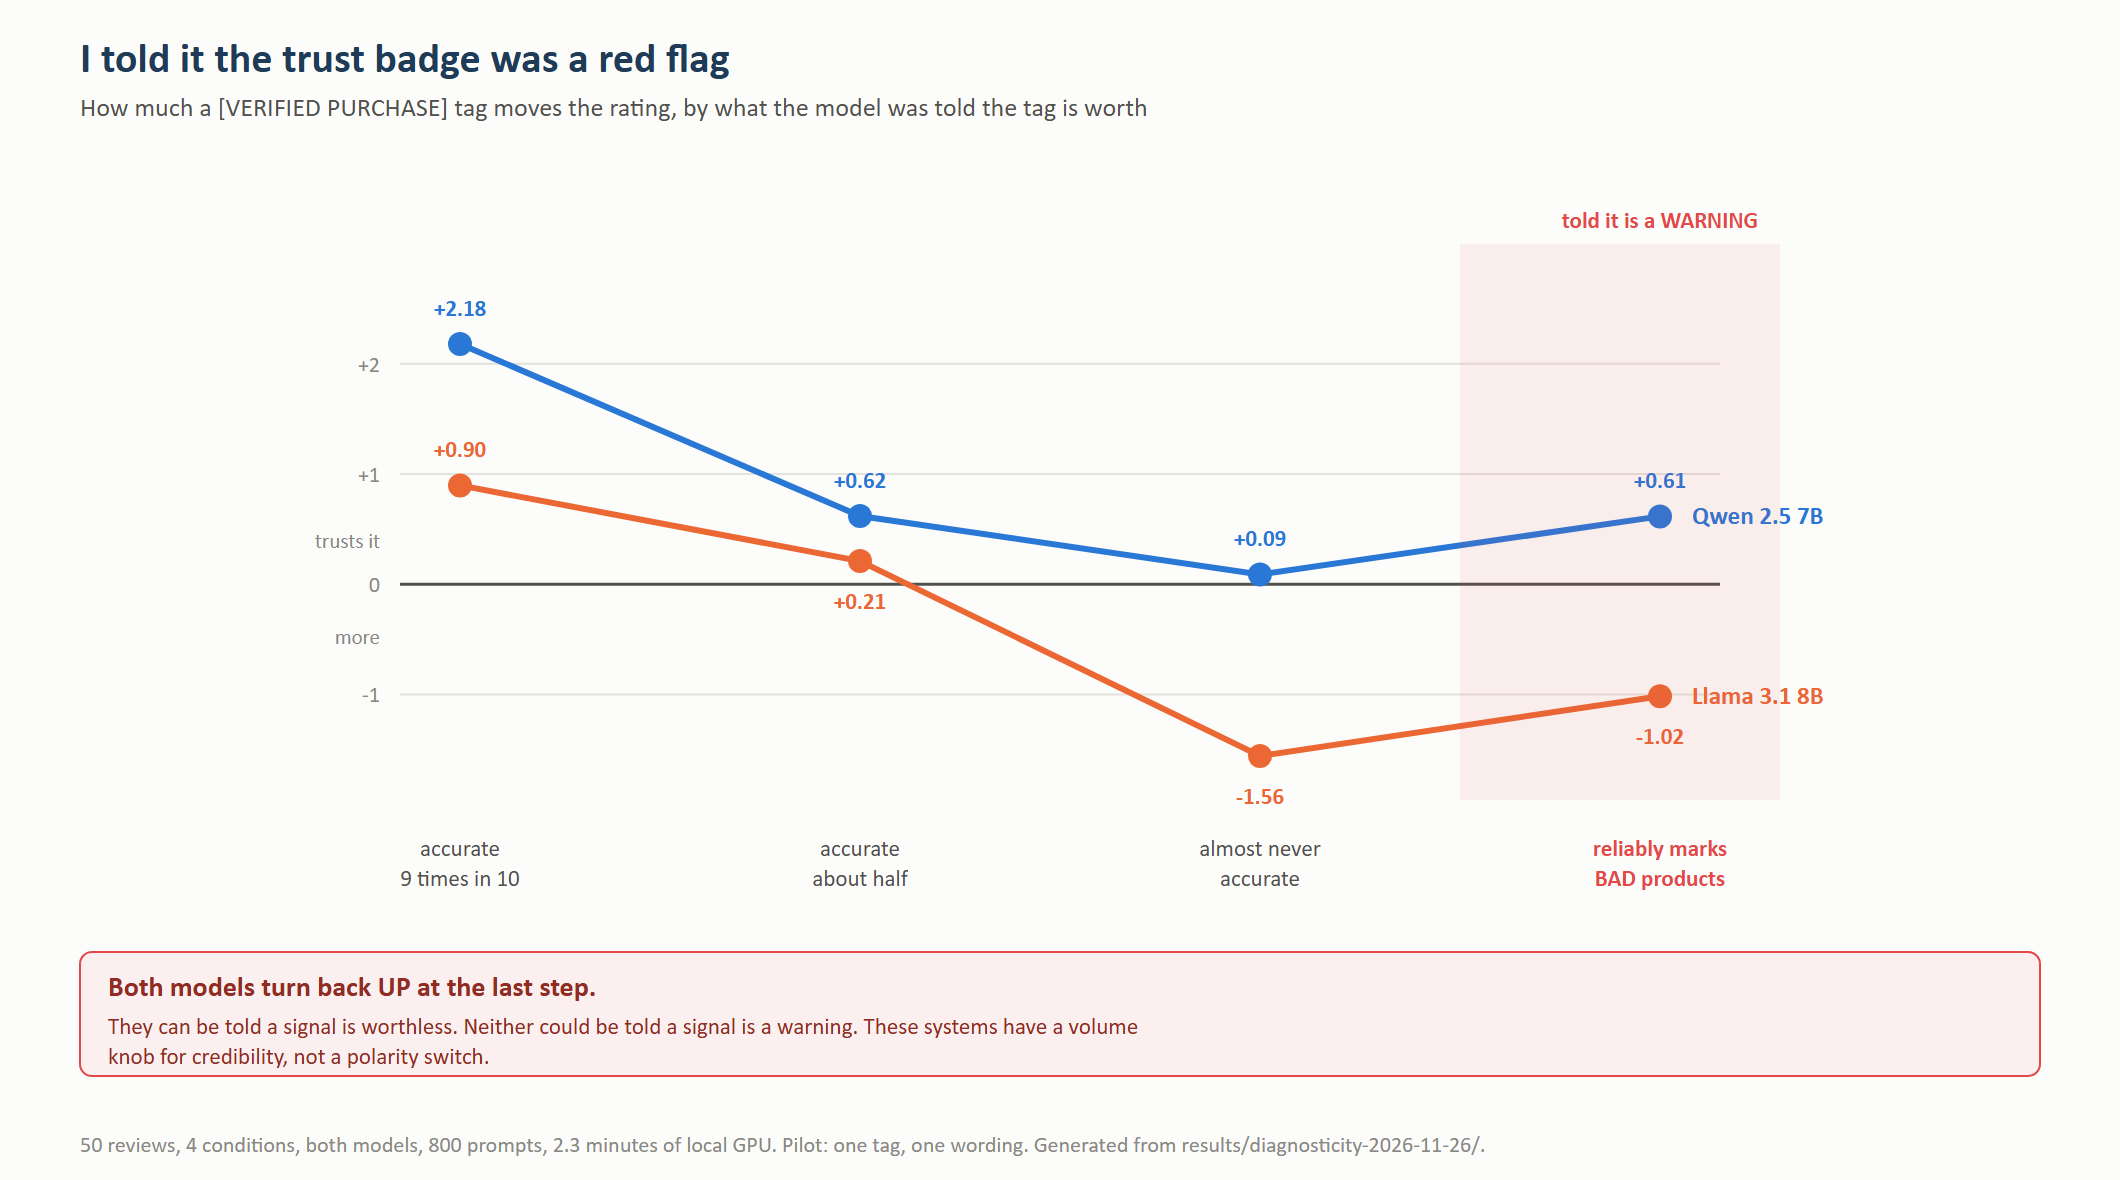 I told it the trust badge was a red flag
How much a [VERIFIED PURCHASE] tag moves the rating, by what the model was told the tag is worth
told it is a WARNING
+2.18
+2
+0.90
+1
+0.62
+0.61
trusts it
+0.09
Qwen 2.5 7B
0
+0.21
more
-1
Llama 3.1 8B
-1.02
-1.56
accurate
9 times in 10
accurate
about half
almost never
accurate
reliably marks
BAD products
Both models turn back UP at the last step.
They can be told a signal is worthless. Neither could be told a signal is a warning. These systems have a volume
knob for credibility, not a polarity switch.
50 reviews, 4 conditions, both models, 800 prompts, 2.3 minutes of local GPU. Pilot: one tag, one wording. Generated from results/diagnosticity-2026-11-26/.